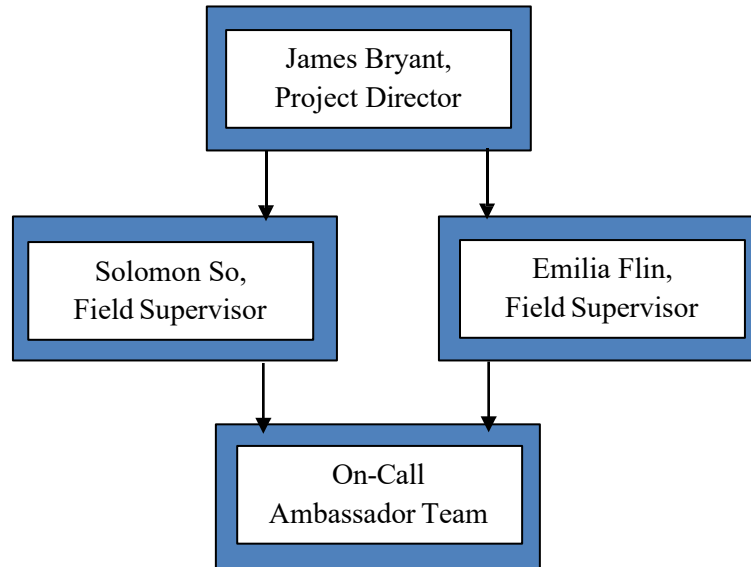 James Bryant,
Project Director
Solomon So,
Field Supervisor
Emilia Flin,
Field Supervisor
On-Call
Ambassador Team